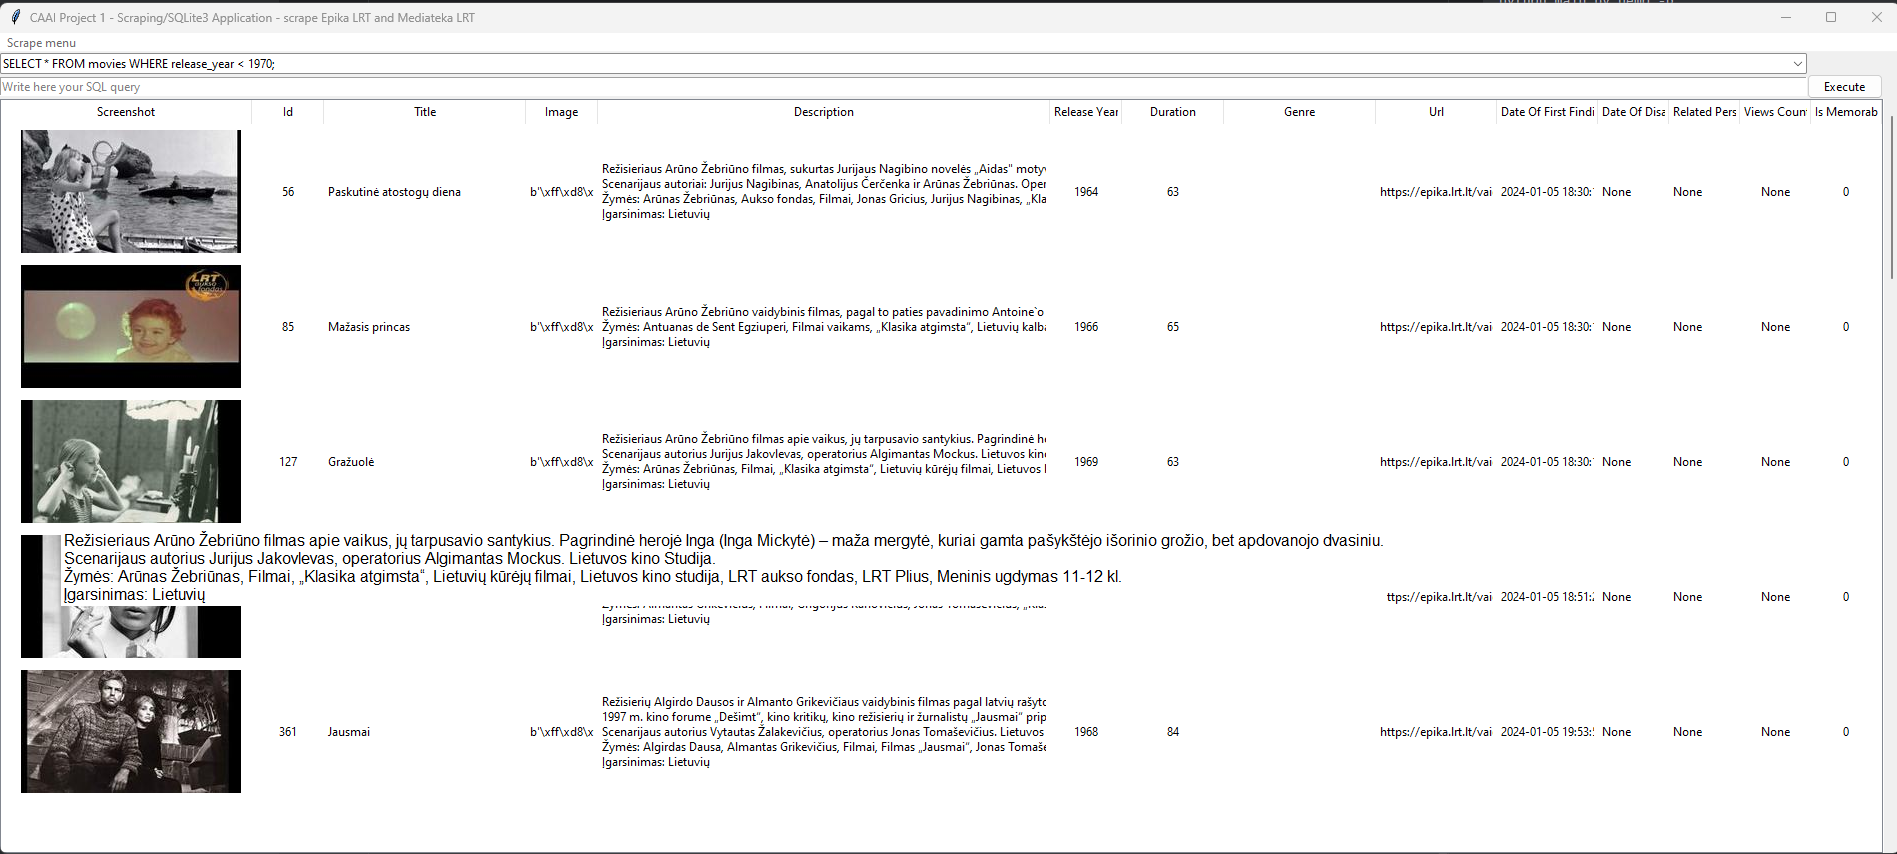 CAAI Project 1 - Scraping/SQLite3 Application - scrape Epika LRT and Mediateka LRT
Scrape menu
SELECT * FROM movies WHERE release_year < 1970;
Write here your SQL query
Execute
Screenshot Id Title Image Description Release Year Duration Genre Url Date Of First Findi Date Of Disa Related Pers Views Coun Is Memorab
56 Paskutinė atostogų diena b'\xff\xd8\x
Režisieriaus Arūno Žebriūno filmas, sukurtas Jurijaus Nagibino novelės „Aidas" moty
Scenarijaus autoriai: Jurijus Nagibinas, Anatolijus Čerčenka ir Arūnas Žebriūnas. Oper
Žymės: Arūnas Žebriūnas, Aukso fondas, Filmai, Jonas Gricius, Jurijus Nagibinas, „Kla
Įgarsinimas: Lietuvių
1964 63 https://epika.lrt.lt/vai 2024-01-05 18:30: None None None 0
LRT aukso fondas
85 Mažasis princas b'\xff\xd8\x
Režisieriaus Arūno Žebriūno vaidybinis filmas, pagal to paties pavadinimo Antoine`o
Žymės: Antuanas de Sent Egziuperi, Filmai vaikams, „Klasika atgimsta“, Lietuvių kalba
Įgarsinimas: Lietuvių
1966 65 https://epika.lrt.lt/vai 2024-01-05 18:30: None None None 0
127 Gražuolė b'\xff\xd8\x
Režisieriaus Arūno Žebriūno filmas apie vaikus, jų tarpusavio santykius. Pagrindinė he
Scenarijaus autorius Jurijus Jakovlevas, operatorius Algimantas Mockus. Lietuvos kino
Žymės: Arūnas Žebriūnas, Filmai, „Klasika atgimsta“, Lietuvių kūrėjų filmai, Lietuvos l
Įgarsinimas: Lietuvių
1969 63 https://epika.lrt.lt/vai 2024-01-05 18:30: None None None 0
Režisieriaus Arūno Žebriūno filmas apie vaikus, jų tarpusavio santykius. Pagrindinė herojė Inga (Inga Mickytė) – maža mergytė, kuriai gamta pašykštėjo išorinio grožio, bet apdovanojo dvasiniu.
Scenarijaus autorius Jurijus Jakovlevas, operatorius Algimantas Mockus. Lietuvos kino Studija.
Žymės: Arūnas Žebriūnas, Filmai, „Klasika atgimsta“, Lietuvių kūrėjų filmai, Lietuvos kino studija, LRT aukso fondas, LRT Plius, Meninis ugdymas 11-12 kl.
Įgarsinimas: Lietuvių
Įgarsinimas: Lietuvių
ttps://epika.lrt.lt/vai 2024-01-05 18:51: None None None 0
361 Jausmai b'\xff\xd8\x
Režisierių Algirdo Dausos ir Almanto Grikevičiaus vaidybinis filmas pagal latvių rašyto
1997 m. kino forume „Dešimt“, kino kritikų, kino režisierių ir žurnalistų „Jausmai“ prip
Scenarijaus autorius Vytautas Žalakevičius, operatorius Jonas Tomaševičius. Lietuvos
Žymės: Algirdas Dausa, Almantas Grikevičius, Filmai, Filmas „Jausmai“, Jonas Tomaše
Įgarsinimas: Lietuvių
1968 84 https://epika.lrt.lt/vai 2024-01-05 19:53: None None None 0